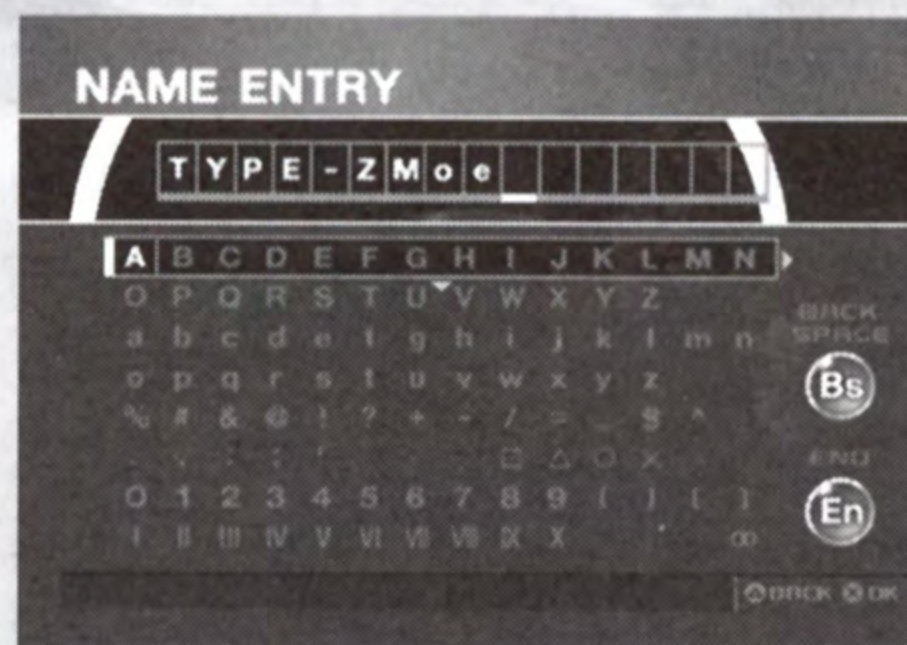 NAME ENTRY
TYPE-ZMoe
A B C D E F G H I J K L M N
O P Q R S T U V W X Y Z
a b c d e f g h i j k l m n
o p q r s t u v w x y z
% # & @ ! ? + - / = _ $ ^
□ △ ○ ×
0 1 2 3 4 5 6 7 8 9 ( ) [ ]
I II III IV V VI VII VIII IX X ∞
BACK
SPACE
Bs
END
En
BACK OK